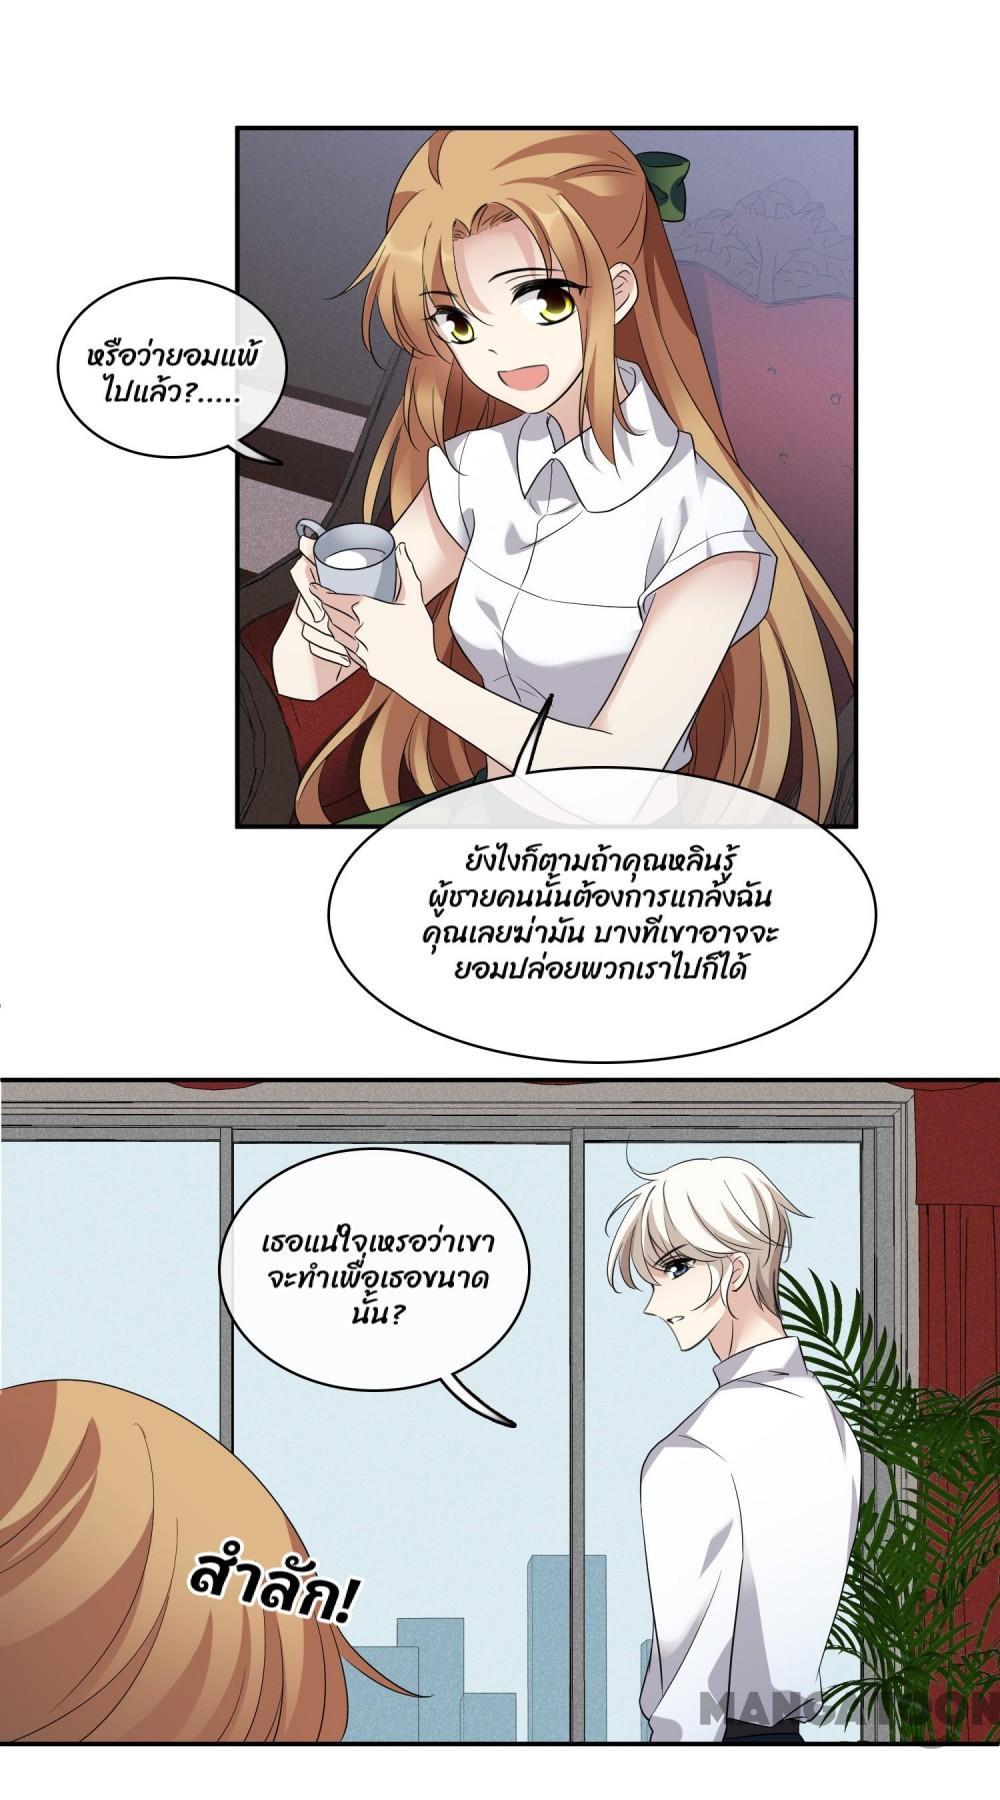 หรือว่ายอมแพ้
ไปแล้ว?.....
ยังไงก็ตามถ้าคุณหลินรู้
ผู้ชายคนนั้นต้องการแกล้งฉัน
คุณเลยฆ่ามัน บางทีเขาอาจจะ
ยอมปล่อยพวกเราไปก็ได้
เธอแน่ใจเหรอว่าเขา
จะทำเพื่อเธอขนาด
นั้น?
สำลัก!
MANGATOON